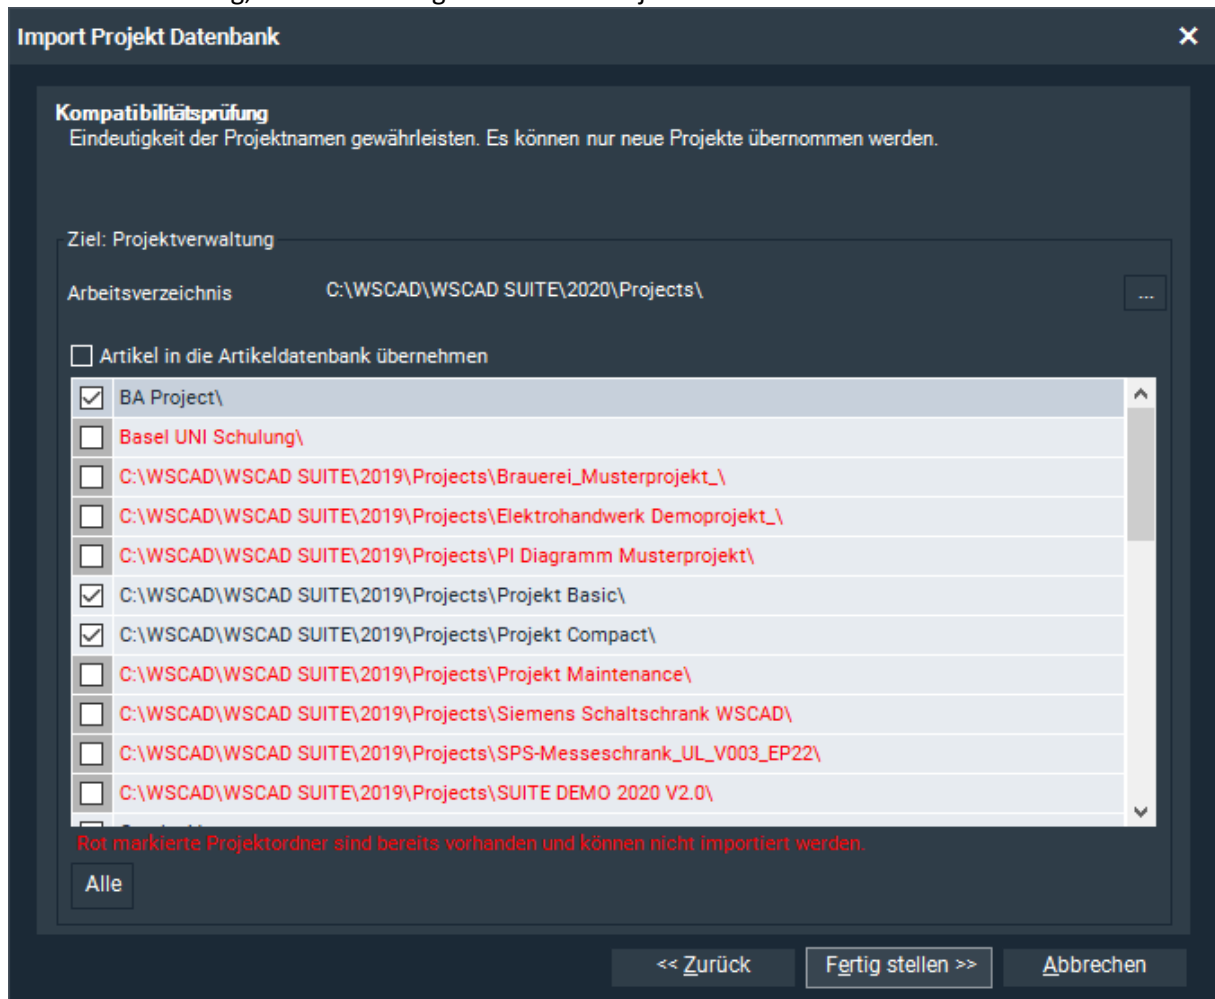 Import Projekt Datenbank
Kompatibilitätsprüfung
Eindeutigkeit der Projektnamen gewährleisten. Es können nur neue Projekte übernommen werden.
Ziel: Projektverwaltung
Arbeitsverzeichnis C:\WSCAD\WSCAD SUITE\2020\Projects\ ...
Artikel in die Artikeldatenbank übernehmen
BA Project\
Basel UNI Schulung\
C:\WSCAD\WSCAD SUITE\2019\Projects\Brauerei_Musterprojekt_\
C:\WSCAD\WSCAD SUITE\2019\Projects\Elektrohandwerk Demoprojekt_\
C:\WSCAD\WSCAD SUITE\2019\Projects\PI Diagramm Musterprojekt\
C:\WSCAD\WSCAD SUITE\2019\Projects\Projekt Basic\
C:\WSCAD\WSCAD SUITE\2019\Projects\Projekt Compact\
C:\WSCAD\WSCAD SUITE\2019\Projects\Projekt Maintenance\
C:\WSCAD\WSCAD SUITE\2019\Projects\Siemens Schaltschrank WSCAD\
C:\WSCAD\WSCAD SUITE\2019\Projects\SPS-Messeschrank_UL_V003_EP22\
C:\WSCAD\WSCAD SUITE\2019\Projects\SUITE DEMO 2020 V2.0\
Rot markierte Projektordner sind bereits vorhanden und können nicht importiert werden.
Alle
<< Zurück Fertig stellen >> Abbrechen